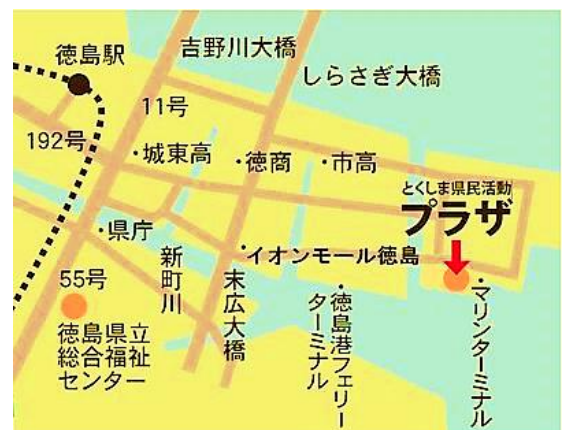 吉野川大橋
徳島駅
しらさぎ大橋
11号
192号
・城東高
・徳商
・市高
とくしま県民活動
プラザ
・県庁
・イオンモール徳島
新町川
末広大橋
・徳島港フェリー
ターミナル
・マリンターミナル
55号
徳島県立
総合福祉
センター